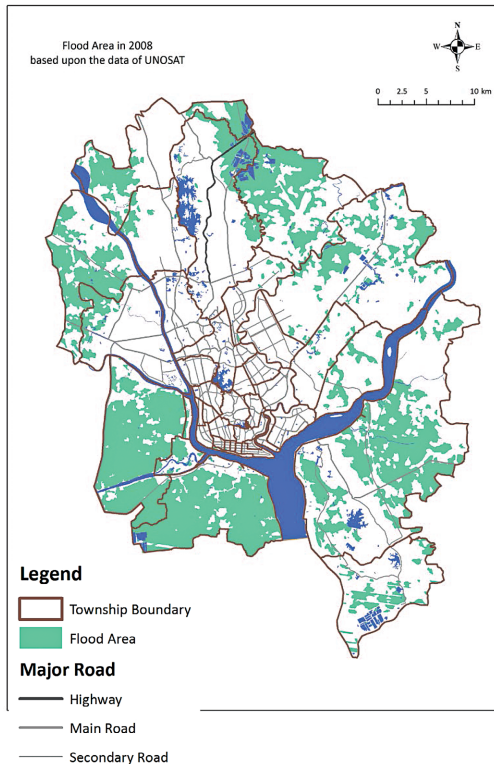 Flood Area in 2008
based upon the data of UNOSAT
N
W E
S
0 2.5 5 10 km
Legend
Township Boundary
Flood Area
Major Road
Highway
Main Road
Secondary Road